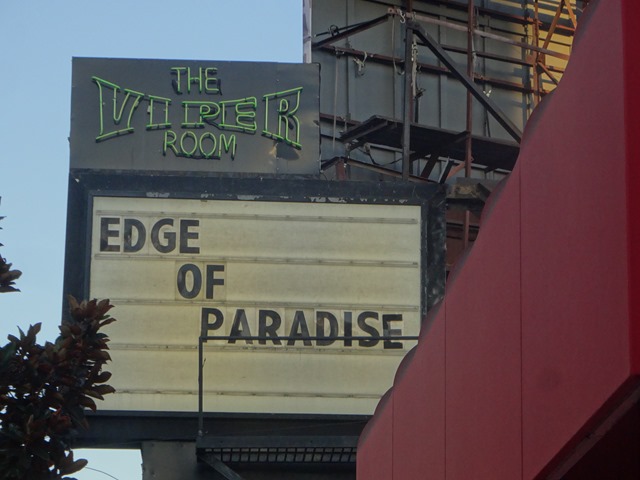 THE
VIPER
ROOM
EDGE
OF
PARADISE